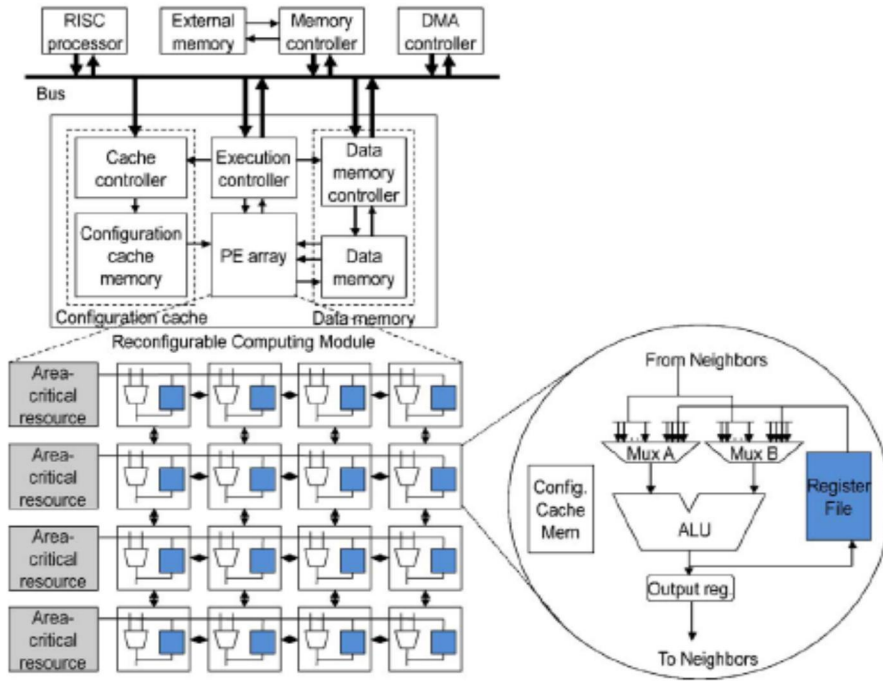 RISC
processor
External
memory
Memory
controller
DMA
controller
Bus
Cache
controller
Execution
controller
Data
memory
controller
Configuration
cache
memory
PE array
Data
memory
Configuration cache
Data memory
Reconfigurable Computing Module
Area-
critical
resource
Area-
critical
resource
Area-
critical
resource
Area-
critical
resource
From Neighbors
Mux A
Mux B
Config.
Cache
Mem
ALU
Register
File
Output reg.
To Neighbors